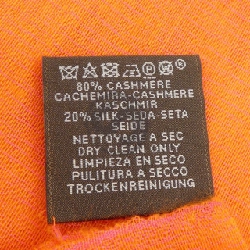 80% CASHMERE
CACHEMIRA-CASHMERE
KASCHMIR
20% SILK-SEDA-SETA
SEIDE
NETTOYAGE A SEC
DRY CLEAN ONLY
LIMPIEZA EN SECO
PULITURA A SECCO
TROCKENREINIGUNG